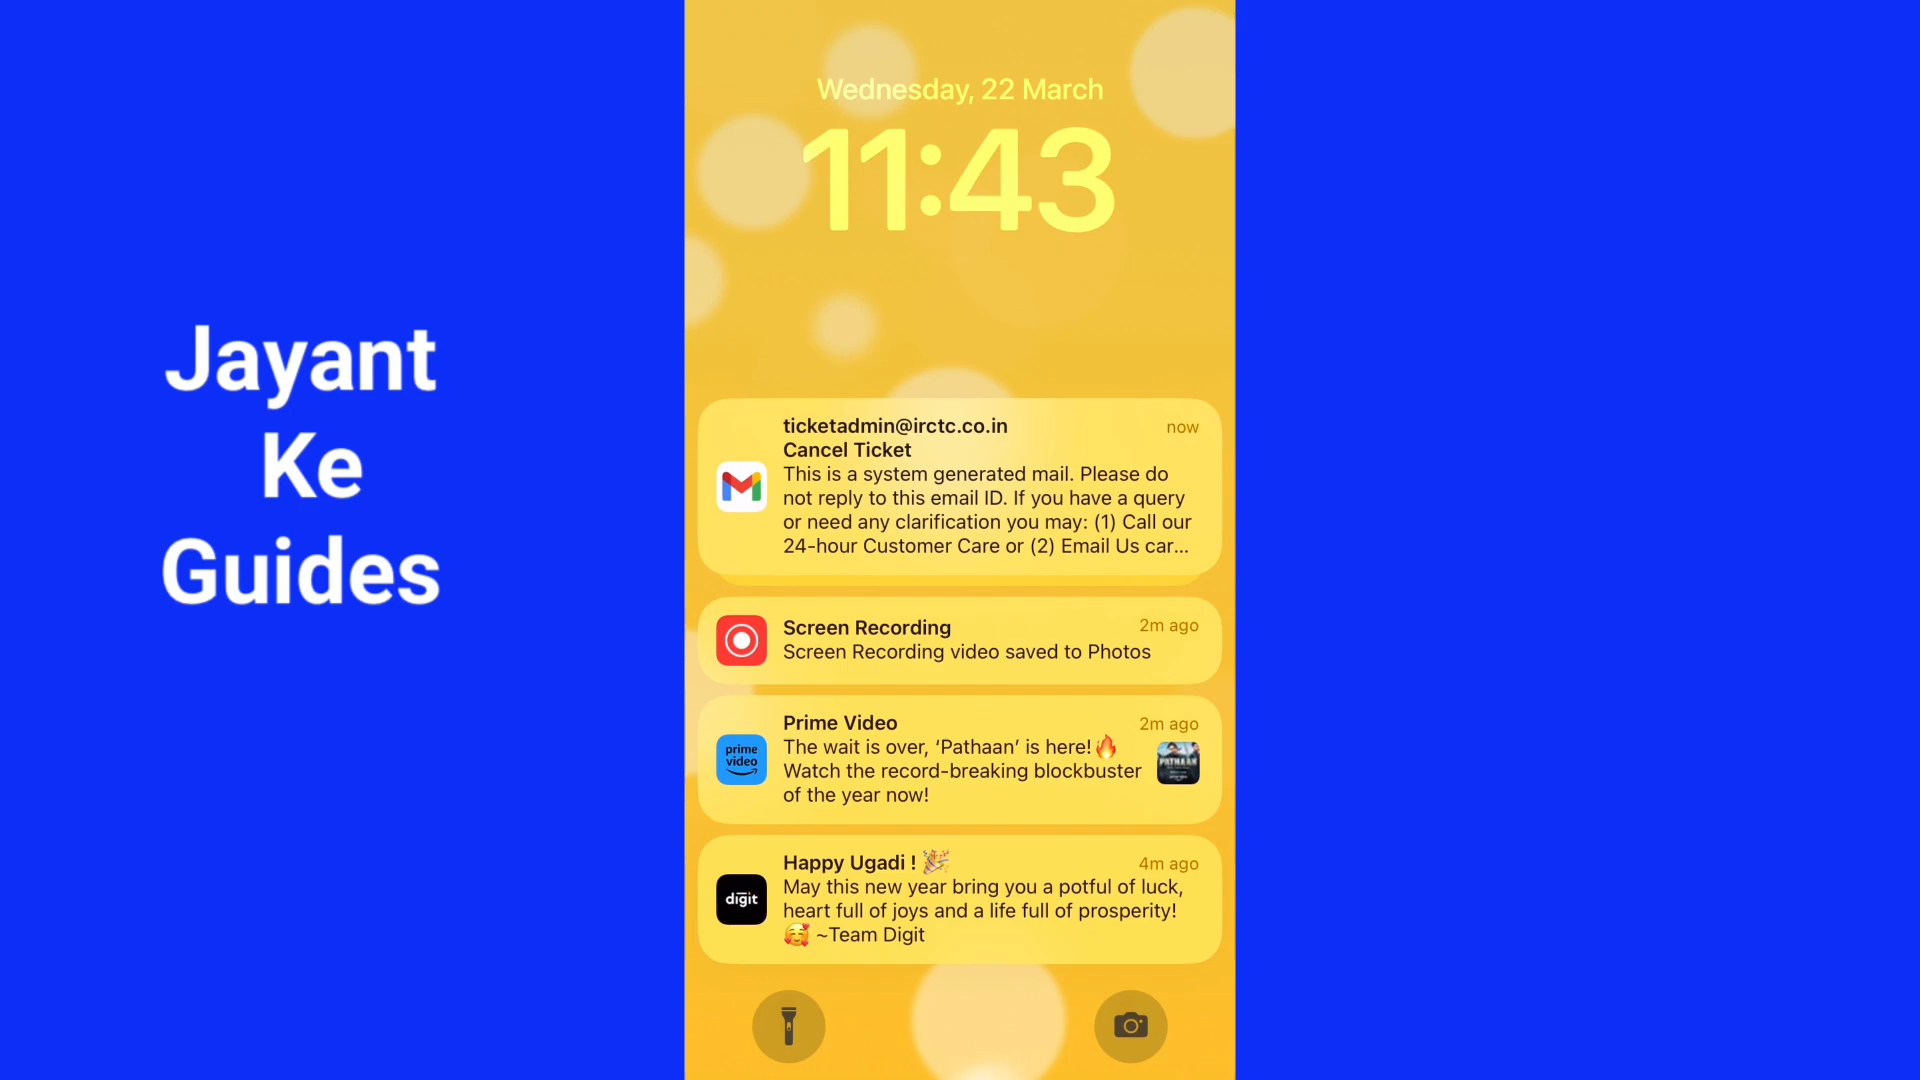 Jayant
Ke
Guides
Wednesday, 22 March
11:43
ticketadmin@irctc.co.in now
Cancel Ticket
This is a system generated mail. Please do
not reply to this email ID. If you have a query
or need any clarification you may: (1) Call our
24-hour Customer Care or (2) Email Us car...
Screen Recording 2m ago
Screen Recording video saved to Photos
prime
video
Prime Video 2m ago
The wait is over, ‘Pathaan’ is here!🔥
Watch the record-breaking blockbuster
of the year now!
PATHAAN
digit
Happy Ugadi ! 🎉 4m ago
May this new year bring you a potful of luck,
heart full of joys and a life full of prosperity!
🥰 ~Team Digit